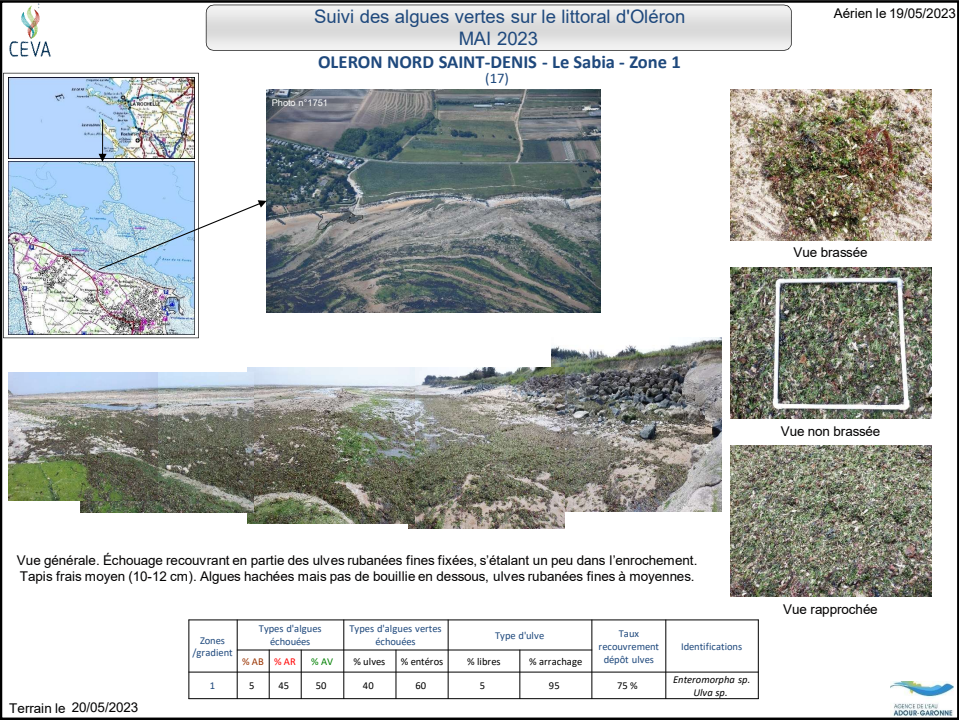 CEVA
Suivi des algues vertes sur le littoral d'Oléron
MAI 2023
Aérien le 19/05/2023
OLERON NORD SAINT-DENIS - Le Sabia - Zone 1
(17)
LA ROCHELLE
Photo n°1751
Vue brassée
Vue non brassée
Vue rapprochée
Vue générale. Échouage recouvrant en partie des ulves rubanées fines fixées, s'étalant un peu dans l'enrochement.
Tapis frais moyen (10-12 cm). Algues hachées mais pas de bouillie en dessous, ulves rubanées fines à moyennes.
Zones /gradient
Types d'algues échouées
Types d'algues vertes échouées
Type d'ulve
Taux recouvrement dépôt ulves
Identifications
% AB % AR % AV % ulves % entéros % libres % arrachage
1 5 45 50 40 60 5 95 75 % Enteromorpha sp. Ulva sp.
Terrain le 20/05/2023
AGENCE DE L'EAU
ADOUR-GARONNE